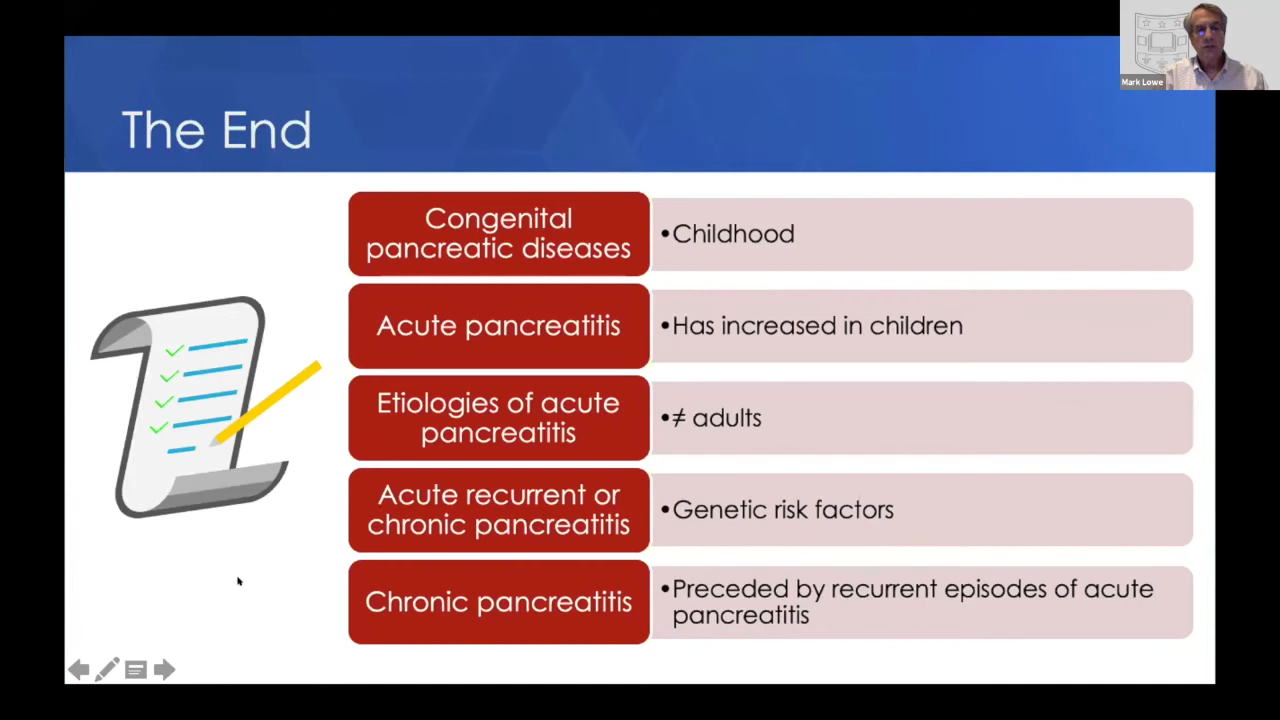 Mark Lowe
The End
Congenital
pancreatic diseases
•Childhood
Acute pancreatitis
•Has increased in children
Etiologies of acute
pancreatitis
•≠ adults
Acute recurrent or
chronic pancreatitis
•Genetic risk factors
Chronic pancreatitis
•Preceded by recurrent episodes of acute
pancreatitis